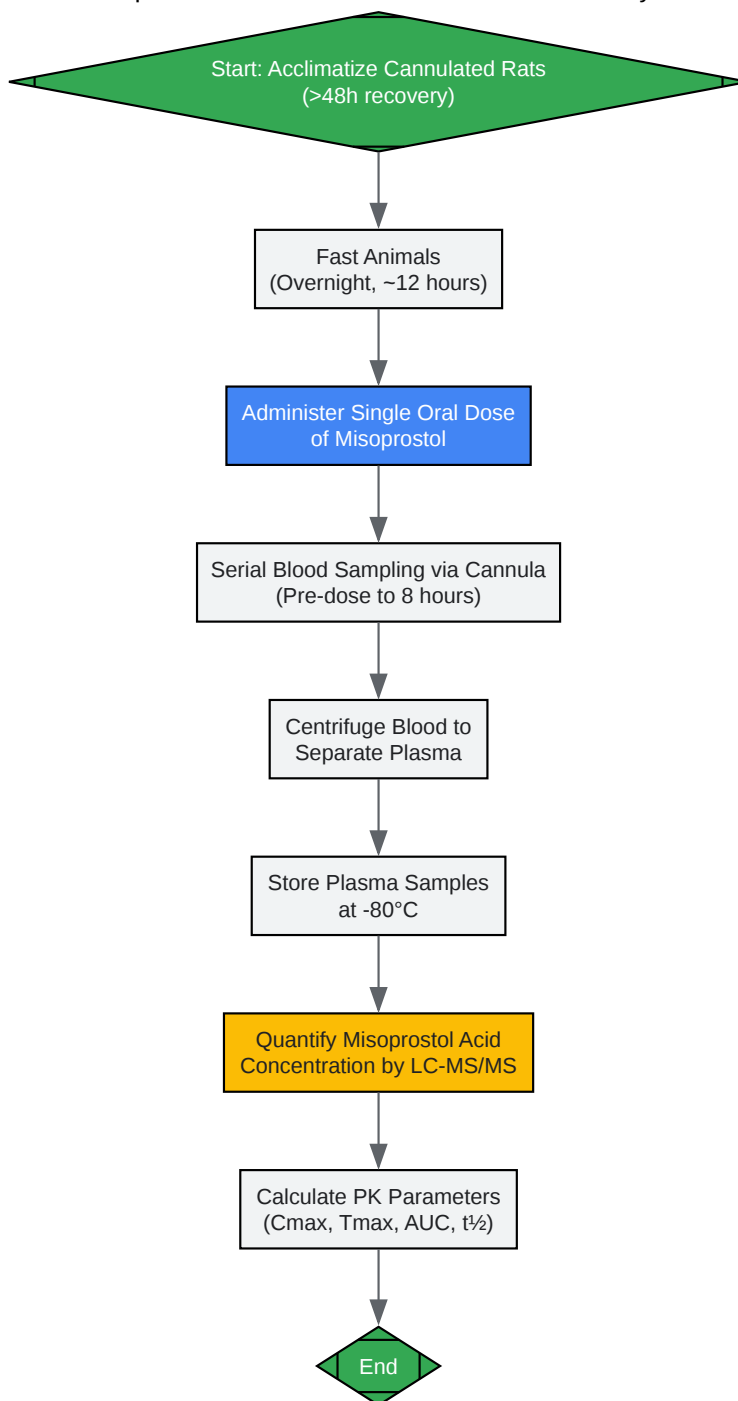 Start: Acclimatize Cannulated Rats
(>48h recovery)
Fast Animals
(Overnight, ~12 hours)
Administer Single Oral Dose
of Misoprostol
Serial Blood Sampling via Cannula
(Pre-dose to 8 hours)
Centrifuge Blood to
Separate Plasma
Store Plasma Samples
at -80°C
Quantify Misoprostol Acid
Concentration by LC-MS/MS
Calculate PK Parameters
(Cmax, Tmax, AUC, t½)
End